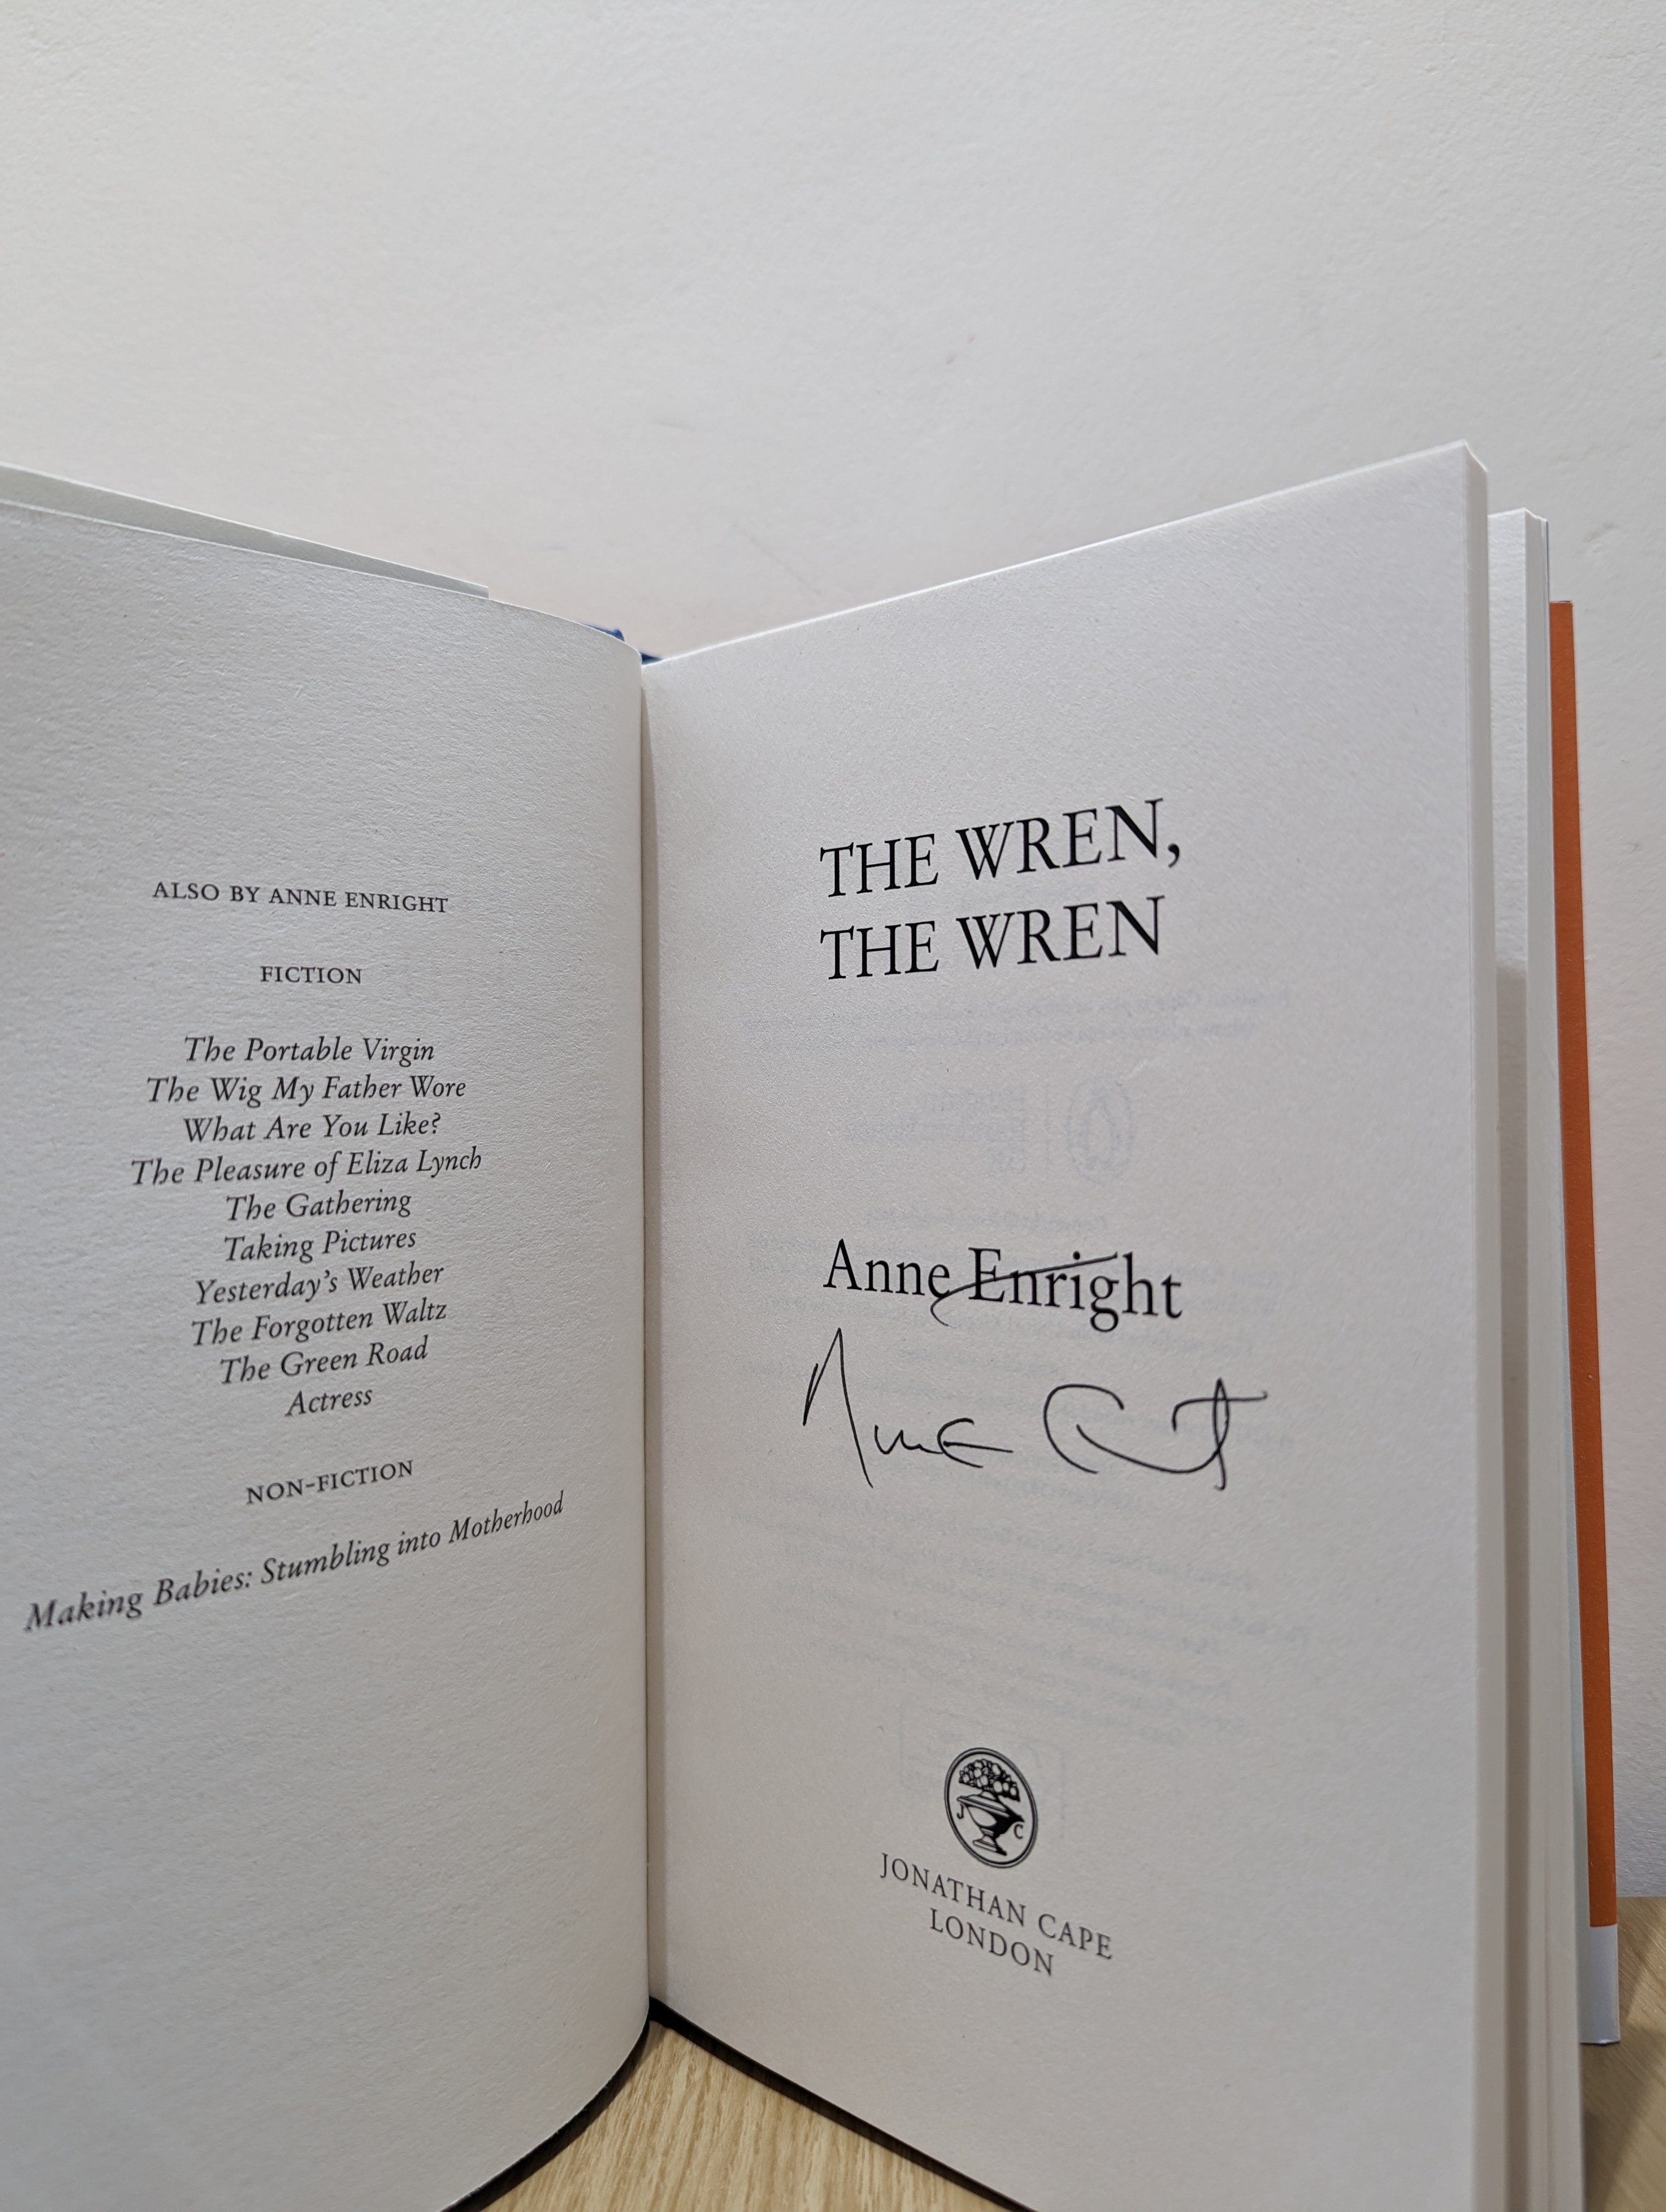 ALSO BY ANNE ENRIGHT
FICTION
The Portable Virgin
The Wig My Father Wore
What Are You Like?
The Pleasure of Eliza Lynch
The Gathering
Taking Pictures
Yesterday's Weather
The Forgotten Waltz
The Green Road
Actress
NON-FICTION
Making Babies: Stumbling into Motherhood
THE WREN,
THE WREN
Anne Enright
Anne Enright
J C
JONATHAN CAPE
LONDON